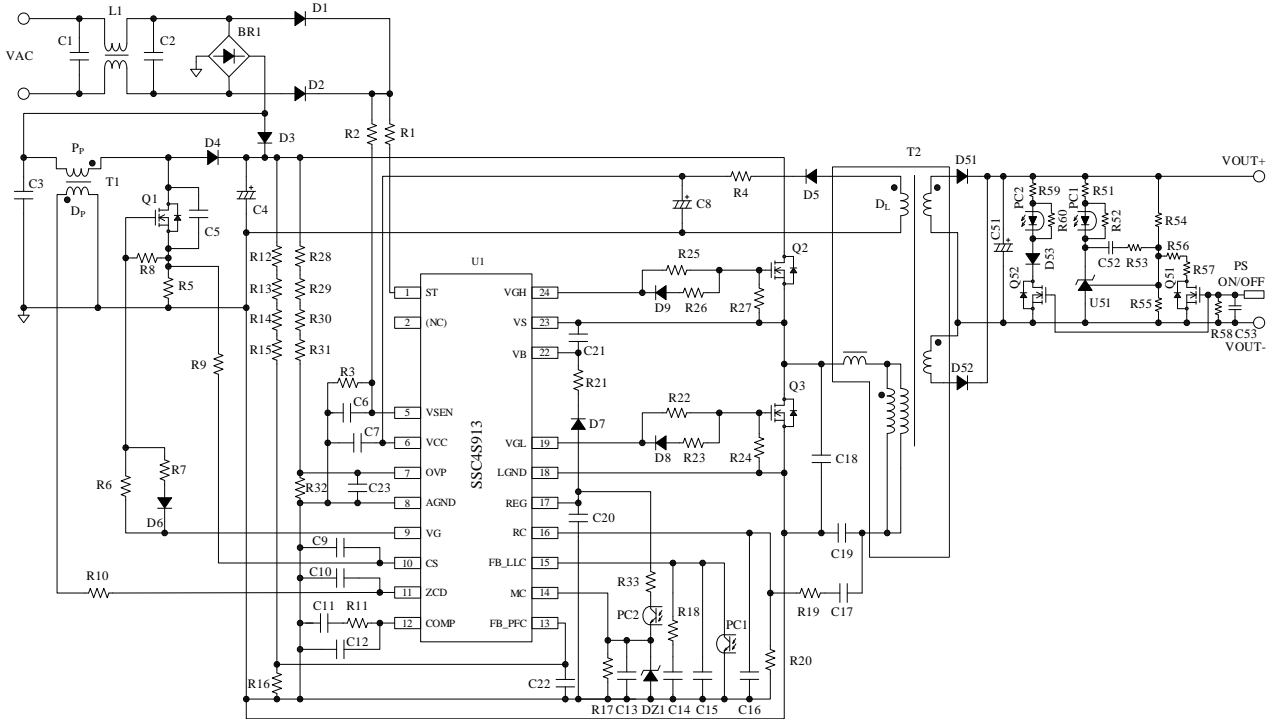 L1
D1
C1
C2
BR1
VAC
D2
R2
R1
D3
PP
T1
DP
D4
Q1
C3
C5
C4
R8
R5
R12
R28
R13
R29
R14
R30
R15
R31
R9
R3
C6
C7
R32
C23
R6
R7
D6
C9
C10
R10
C11
R11
C12
R16
U1
SSC4S913
1 ST
2 (NC)
5 VSEN
6 VCC
7 OVP
8 AGND
9 VG
10 CS
11 ZCD
12 COMP
VGH 24
VS 23
VB 22
VGL 19
LGND 18
REG 17
RC 16
FB_LLC 15
MC 14
FB_PFC 13
C8
R4
D5
R25
D9
R26
R27
Q2
C21
R21
D7
R22
D8
R23
R24
Q3
C20
C18
C19
R33
PC2
R18
PC1
R19
C17
R20
C22
R17
C13
DZ1
C14
C15
C16
T2
DL
D51
D52
VOUT+
C51
PC2
R59
R60
D53
Q52
PC1
R51
R52
C52
R53
U51
R54
R55
R56
Q51
R57
PS
ON/OFF
R58
C53
VOUT-